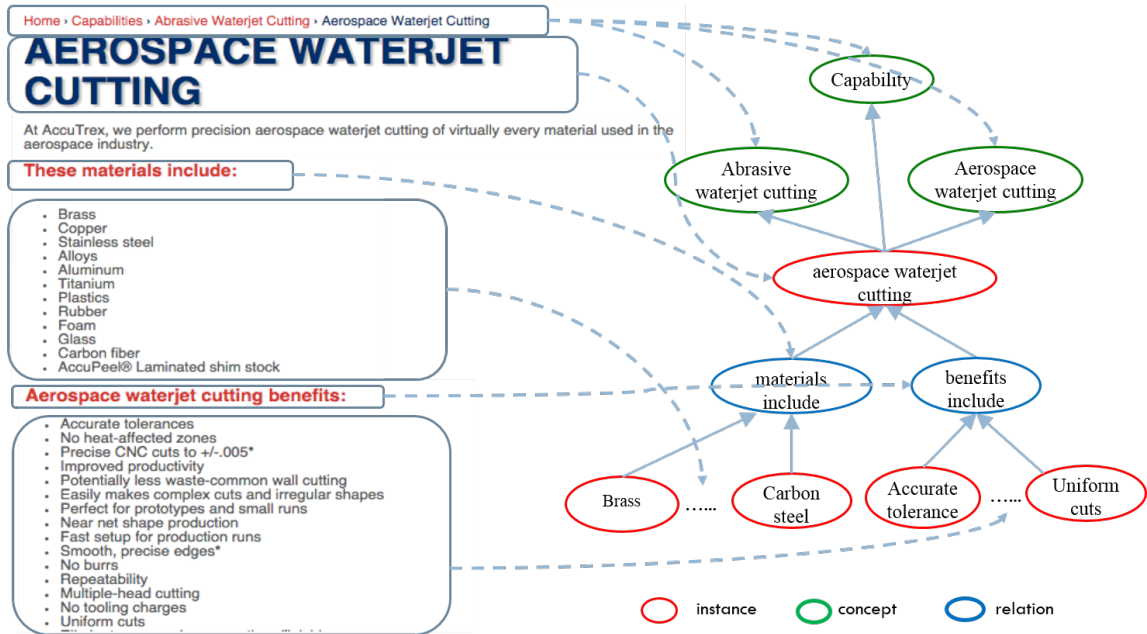 Home › Capabilities › Abrasive Waterjet Cutting › Aerospace Waterjet Cutting
AEROSPACE WATERJET
CUTTING
At AccuTrex, we perform precision aerospace waterjet cutting of virtually every material used in the
aerospace industry.
These materials include:
• Brass
• Copper
• Stainless steel
• Alloys
• Aluminum
• Titanium
• Plastics
• Rubber
• Foam
• Glass
• Carbon fiber
• AccuPeel® Laminated shim stock
Aerospace waterjet cutting benefits:
• Accurate tolerances
• No heat-affected zones
• Precise CNC cuts to +/-.005*
• Improved productivity
• Potentially less waste-common wall cutting
• Easily makes complex cuts and irregular shapes
• Perfect for prototypes and small runs
• Near net shape production
• Fast setup for production runs
• Smooth, precise edges*
• No burrs
• Repeatability
• Multiple-head cutting
• No tooling charges
• Uniform cuts
Capability
Abrasive
waterjet cutting
Aerospace
waterjet cutting
aerospace waterjet
cutting
materials
include
benefits
include
Brass
…...
Carbon
steel
Accurate
tolerance
…...
Uniform
cuts
instance
concept
relation